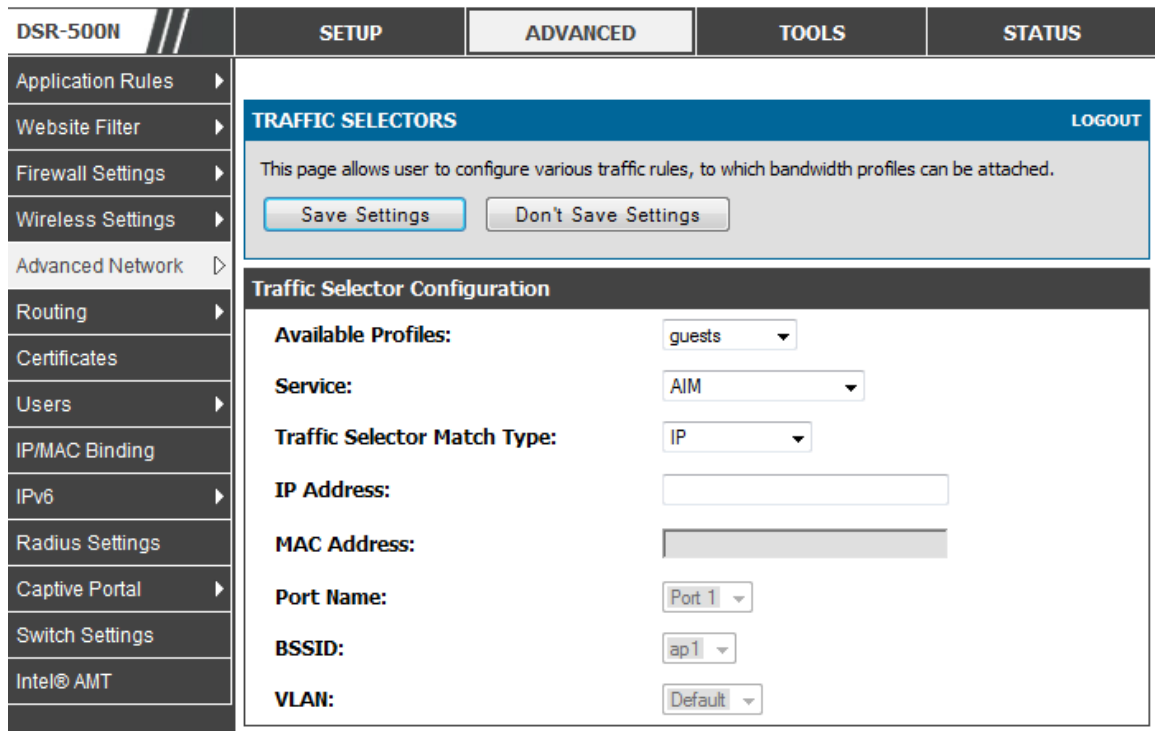 DSR-500N
SETUP
ADVANCED
TOOLS
STATUS
Application Rules
Website Filter
Firewall Settings
Wireless Settings
Advanced Network
Routing
Certificates
Users
IP/MAC Binding
IPv6
Radius Settings
Captive Portal
Switch Settings
Intel® AMT
TRAFFIC SELECTORS
LOGOUT
This page allows user to configure various traffic rules, to which bandwidth profiles can be attached.
Save Settings
Don't Save Settings
Traffic Selector Configuration
Available Profiles: guests
Service: AIM
Traffic Selector Match Type: IP
IP Address:
MAC Address:
Port Name: Port 1
BSSID: ap1
VLAN: Default